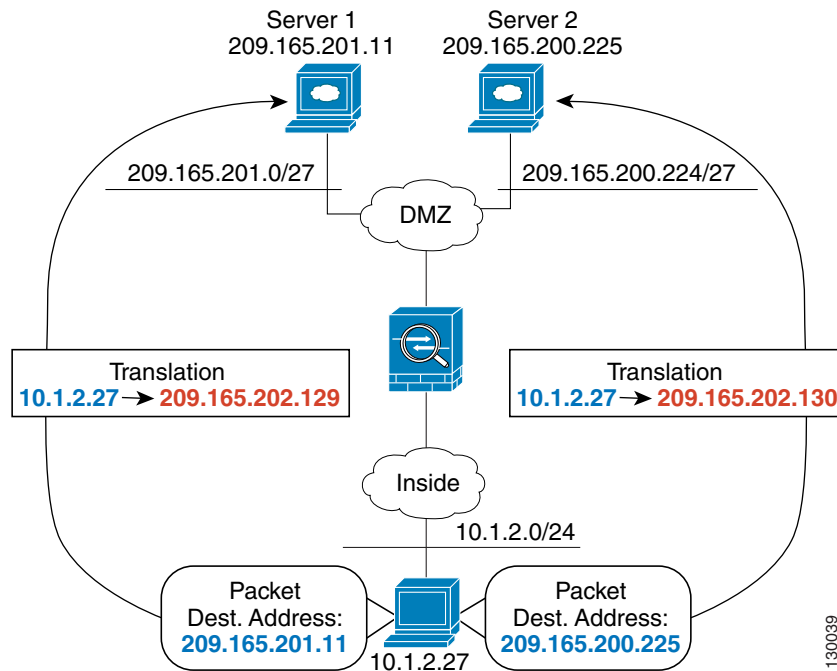 Server 1
209.165.201.11
Server 2
209.165.200.225
209.165.201.0/27
209.165.200.224/27
DMZ
Translation
10.1.2.27 209.165.202.129
Translation
10.1.2.27 209.165.202.130
Inside
10.1.2.0/24
Packet
Dest. Address:
209.165.201.11
Packet
Dest. Address:
209.165.200.225
10.1.2.27
130039